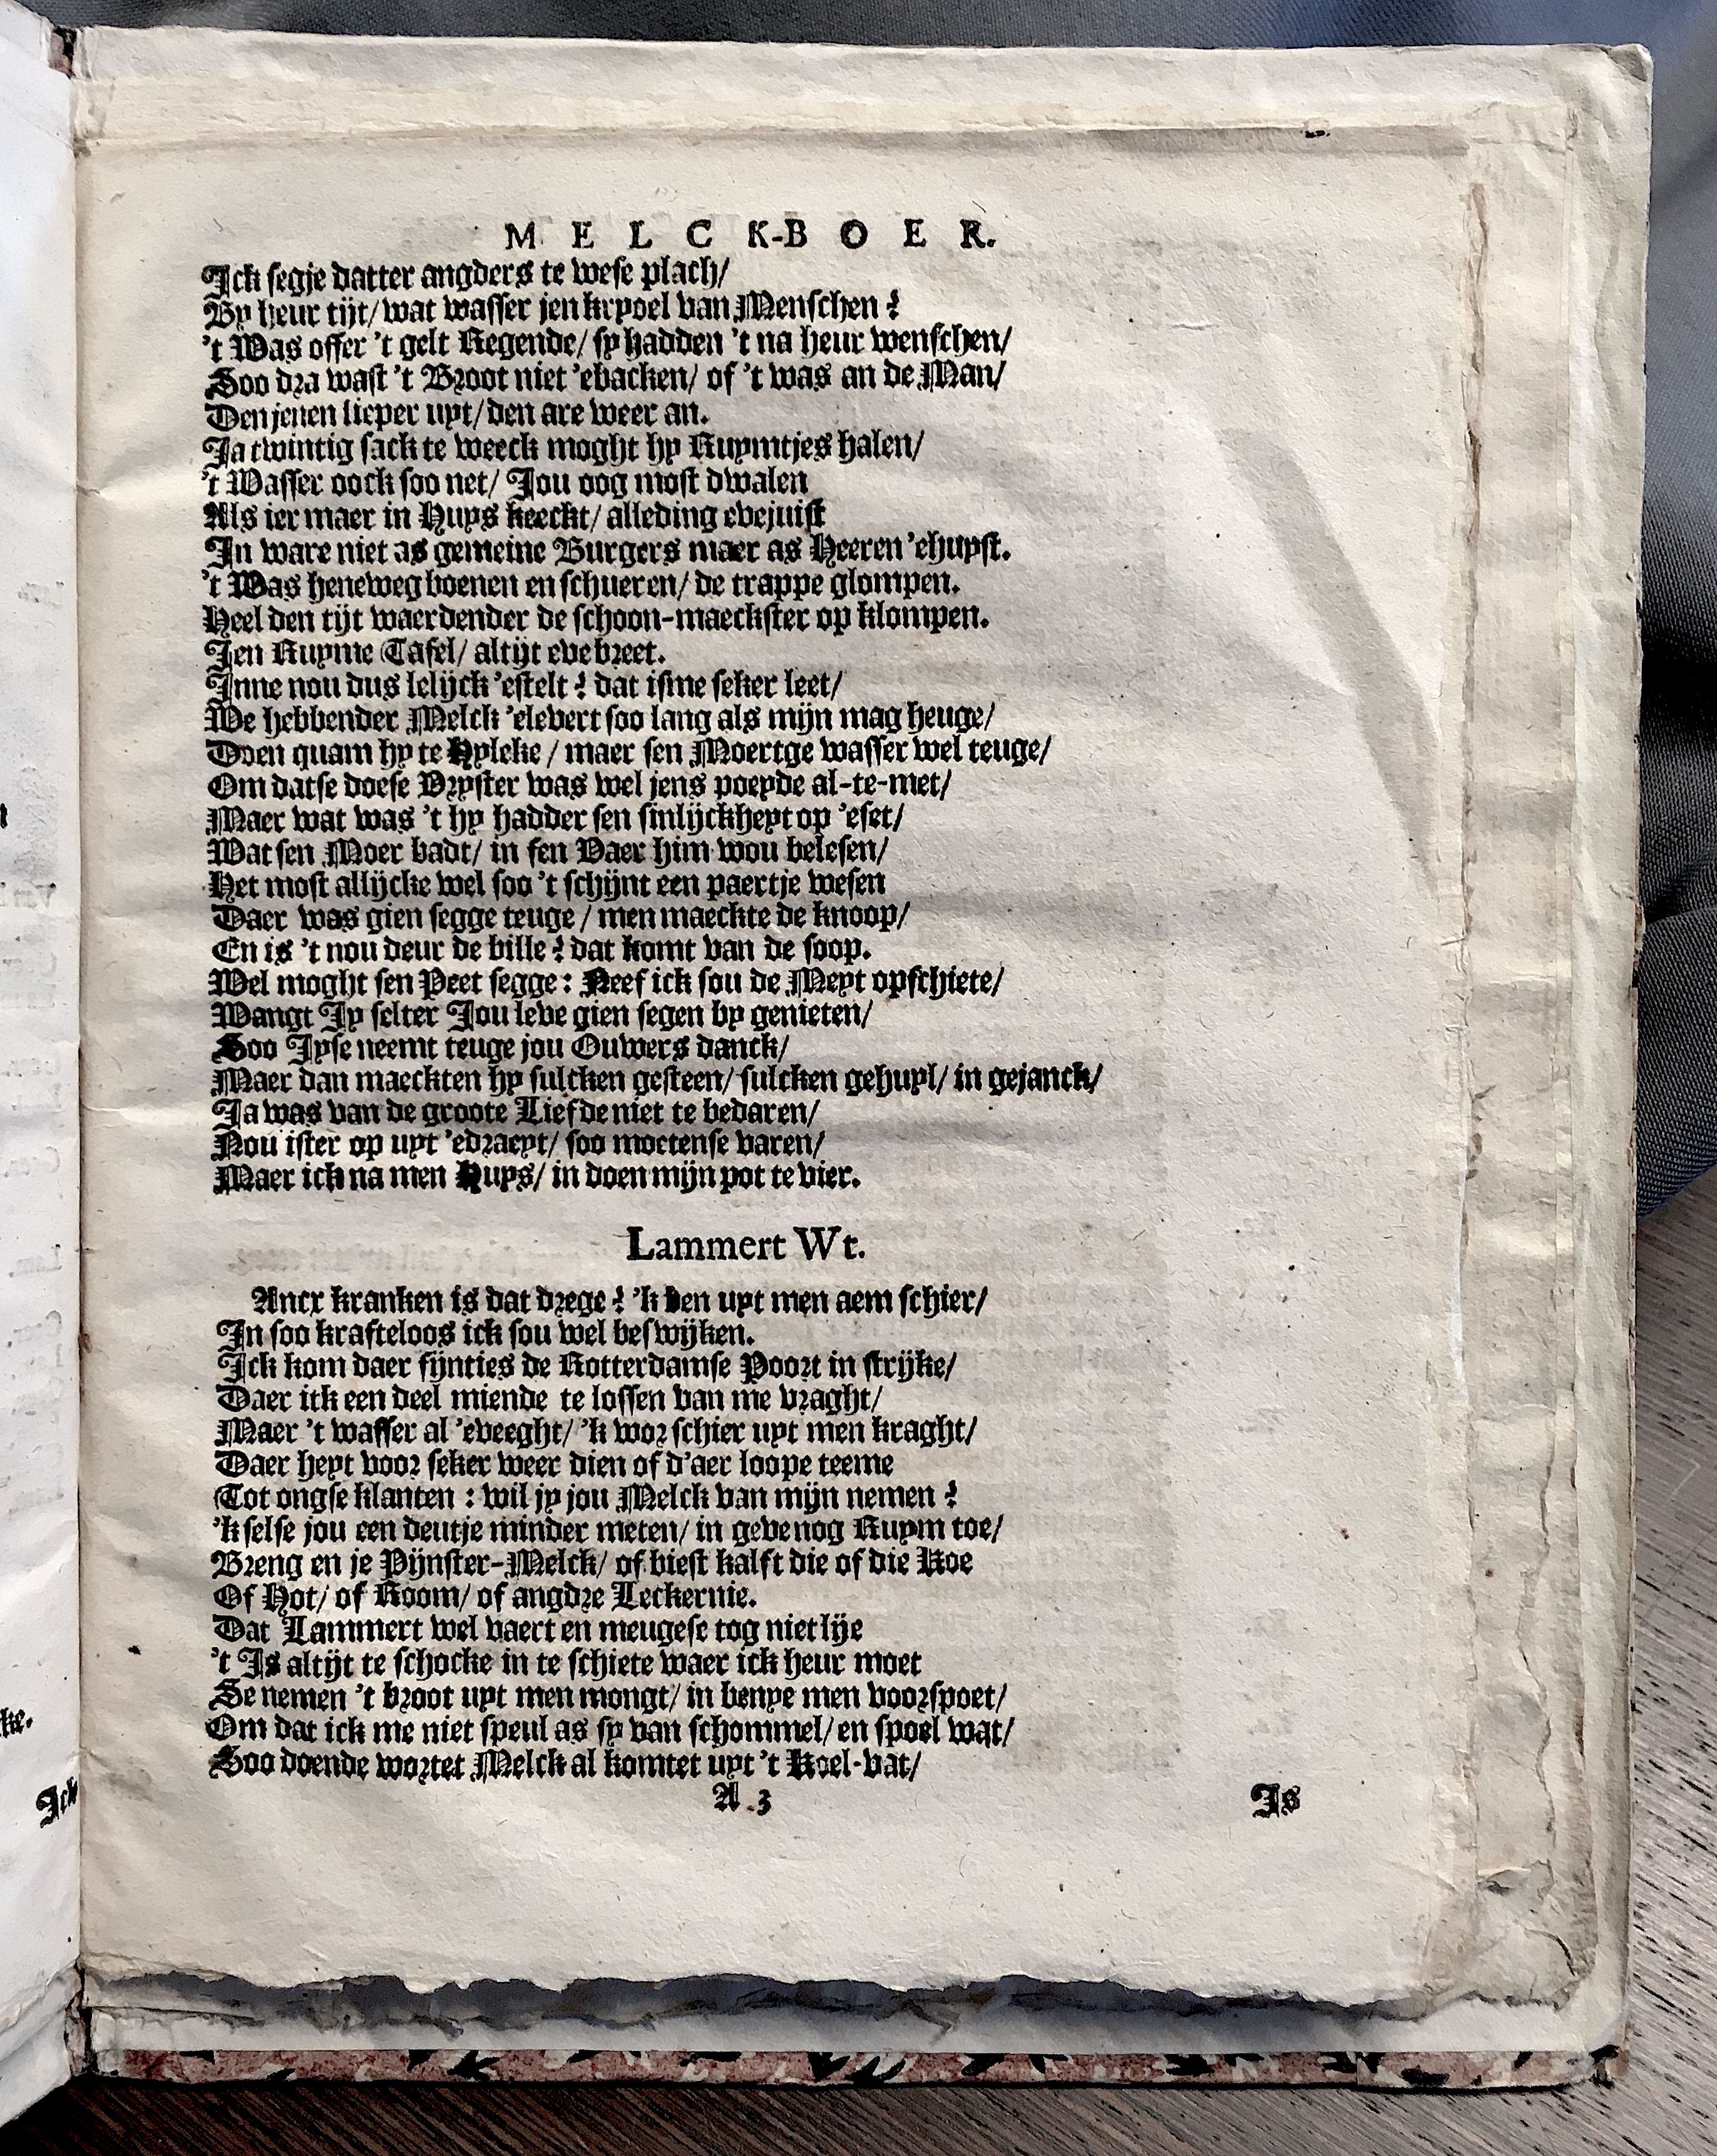 MELCK-BOER.
Ick segje datter angders te wese plach/
By heur tijt/ wat wasser jen krpoel van Menschen?
't Was offer 't gelt Regende/ sy hadden 't na heur wenschen/
Soo dra wast 't Broot niet 'ebacken/ of 't was an de Man/
Den jenen lieper uyt/ den are weer an.
Ja twintig sack te weeck moght hy Ruymtjes halen/
't Wasser oock soo net/ Jou oog most dwalen
Als ier maer in Huys keeckt/ alleding evejuist
In ware niet as gemeine Burgers maer as Heeren 'ehuyst.
't Was heneweg boenen en schueren/ de trappe glompen.
Heel den tijt waerdender de schoon-maeckster op klompen.
Jen Ruyme Tafel/ altijt evebreet.
Inne nou dus lelijck 'estelt? dat isme seker leet/
We hebbender Melck 'elevert soo lang als mijn mag heuge/
Doen quam hy te Hylcke / maer sen Moertge wasser wel teuge/
Om datse doese Vryster was wel jens poeyde al-te-met/
Maer wat was 't hy hadder sen sinlijckheyt op 'eset/
Wat sen Moer badt/ in sen Vaer him wou belesen/
Het most allijcke wel soo 't schijnt een paertje wesen
Daer was gien segge teuge / men maeckte de knoop/
En is 't nou deur de bille? dat komt van de soop.
Wel moght sen Peet segge: Neef ick sou de Meyt opschiete/
Wangt Jy selter Jou leve gien segen by genieten/
Soo Jyse neemt teuge jou Ouwers danck/
Maer dan maeckten hy sulcken gesteen/ sulcken gehuyl/ in gejanck/
Ja was van de groote Liefde niet te bedaren/
Nou ister op uyt 'edraeyt/ soo moetense varen/
Maer ick na men Huys/ in doen mijn pot te vier.
Lammert Wt.
Ancx kranken is dat drege? 'k ben uyt men aem schier/
In soo krafteloos ick sou wel beswijken.
Ick kom daer sijnties de Rotterdamse Poort in strijke/
Daer ick een deel miende te lossen van me vraght/
Maer 't wasser al 'eveeght/ 'k wor schier uyt men kraght/
Daer heyt voor seker weer dien of d'aer loope teeme
Tot ongse klanten: wil jy jou Melck van mijn nemen?
'k selse jou een deutje minder meten/ in geve nog Ruym toe/
Breng en je Pijnster-Melck/ of biest kalft die of die Koe
Of Hot/ of Room/ of angdre Leckernie.
Dat Lammert wel vaert en meugese tog niet lije
't Is altijt te schocke in te schiete waer ick heur moet
Se nemen 't broot uyt men mongt/ in benye men voorspoet/
Om dat ick me niet speul as sy van schommel/ en spoel wat/
Soo doende wortet Melck al komtet uyt 't Koel-vat/
A 3 Is
Ick